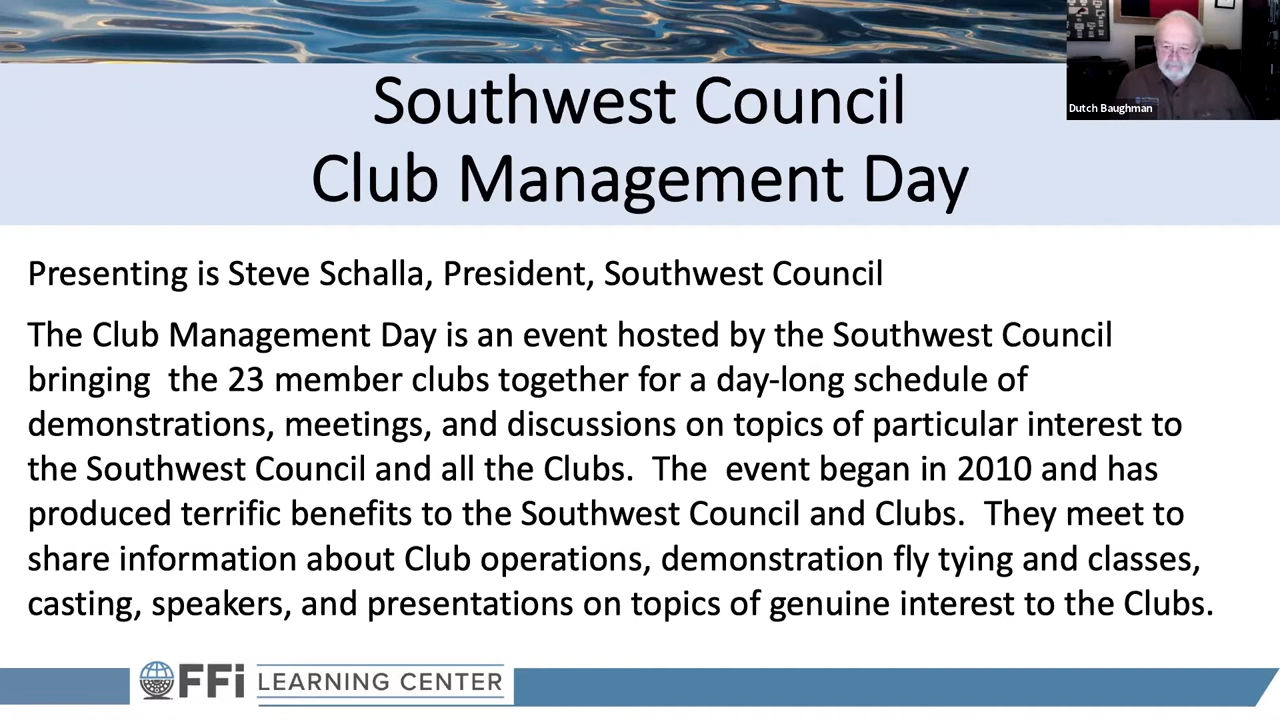 Southwest Council
Club Management Day
Dutch Baughman
Presenting is Steve Schalla, President, Southwest Council
The Club Management Day is an event hosted by the Southwest Council
bringing  the 23 member clubs together for a day-long schedule of
demonstrations, meetings, and discussions on topics of particular interest to
the Southwest Council and all the Clubs.  The  event began in 2010 and has
produced terrific benefits to the Southwest Council and Clubs.  They meet to
share information about Club operations, demonstration fly tying and classes,
casting, speakers, and presentations on topics of genuine interest to the Clubs.
FFi LEARNING CENTER